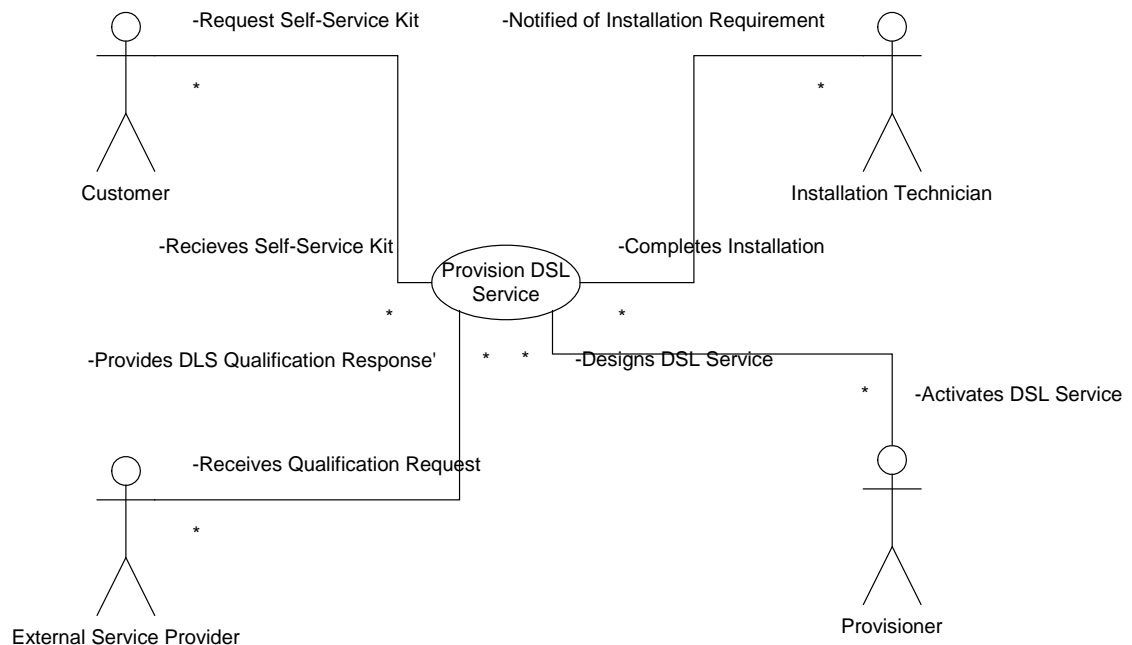 -Request Self-Service Kit
-Notified of Installation Requirement
*
*
Customer
Installation Technician
-Recieves Self-Service Kit
-Completes Installation
Provision DSL
Service
*
*
-Provides DLS Qualification Response'
*
*
-Designs DSL Service
*
-Activates DSL Service
-Receives Qualification Request
*
External Service Provider
Provisioner